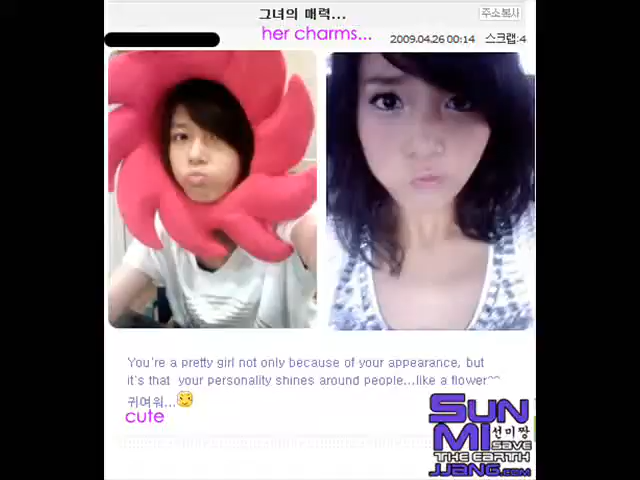 그녀의 매력...
주소복사
her charms...
2009.04.26 00:14 스크랩:4
You're a pretty girl not only because of your appearance, but
it's that your personality shines around people...like a flower^^
귀여워...
cute
SUN
MI 선미짱
SAVE
THE EARTH
JJANG.COM